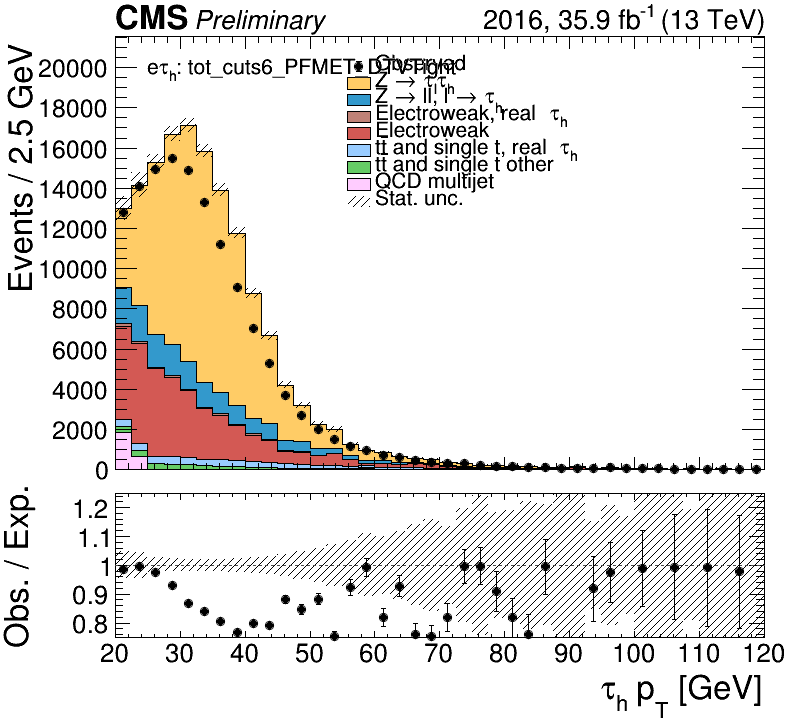 CMS Preliminary 2016, 35.9 fb⁻¹ (13 TeV)
Events / 2.5 GeV
20000
18000
16000
14000
12000
10000
8000
6000
4000
2000
0
eτh: tot_cuts6_PFMET
Observed
Z → ττh
Z → ll, l → τh
Electroweak, real τh
Electroweak
tt̄ and single t, real τh
tt̄ and single t other
QCD multijet
Stat. unc.
Obs. / Exp.
1.2
1.1
1
0.9
0.8
20 30 40 50 60 70 80 90 100 110 120
τh pT [GeV]